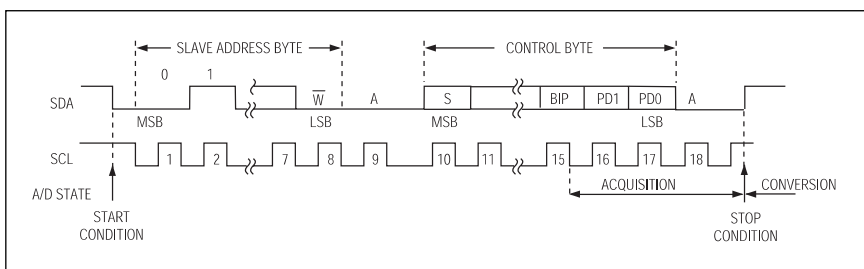 SLAVE ADDRESS BYTE CONTROL BYTE
0 1
SDA W̅ A S BIP PD1 PD0 A
MSB LSB MSB LSB
SCL 1 2 7 8 9 10 11 15 16 17 18
A/D STATE ACQUISITION CONVERSION
START
CONDITION
STOP
CONDITION